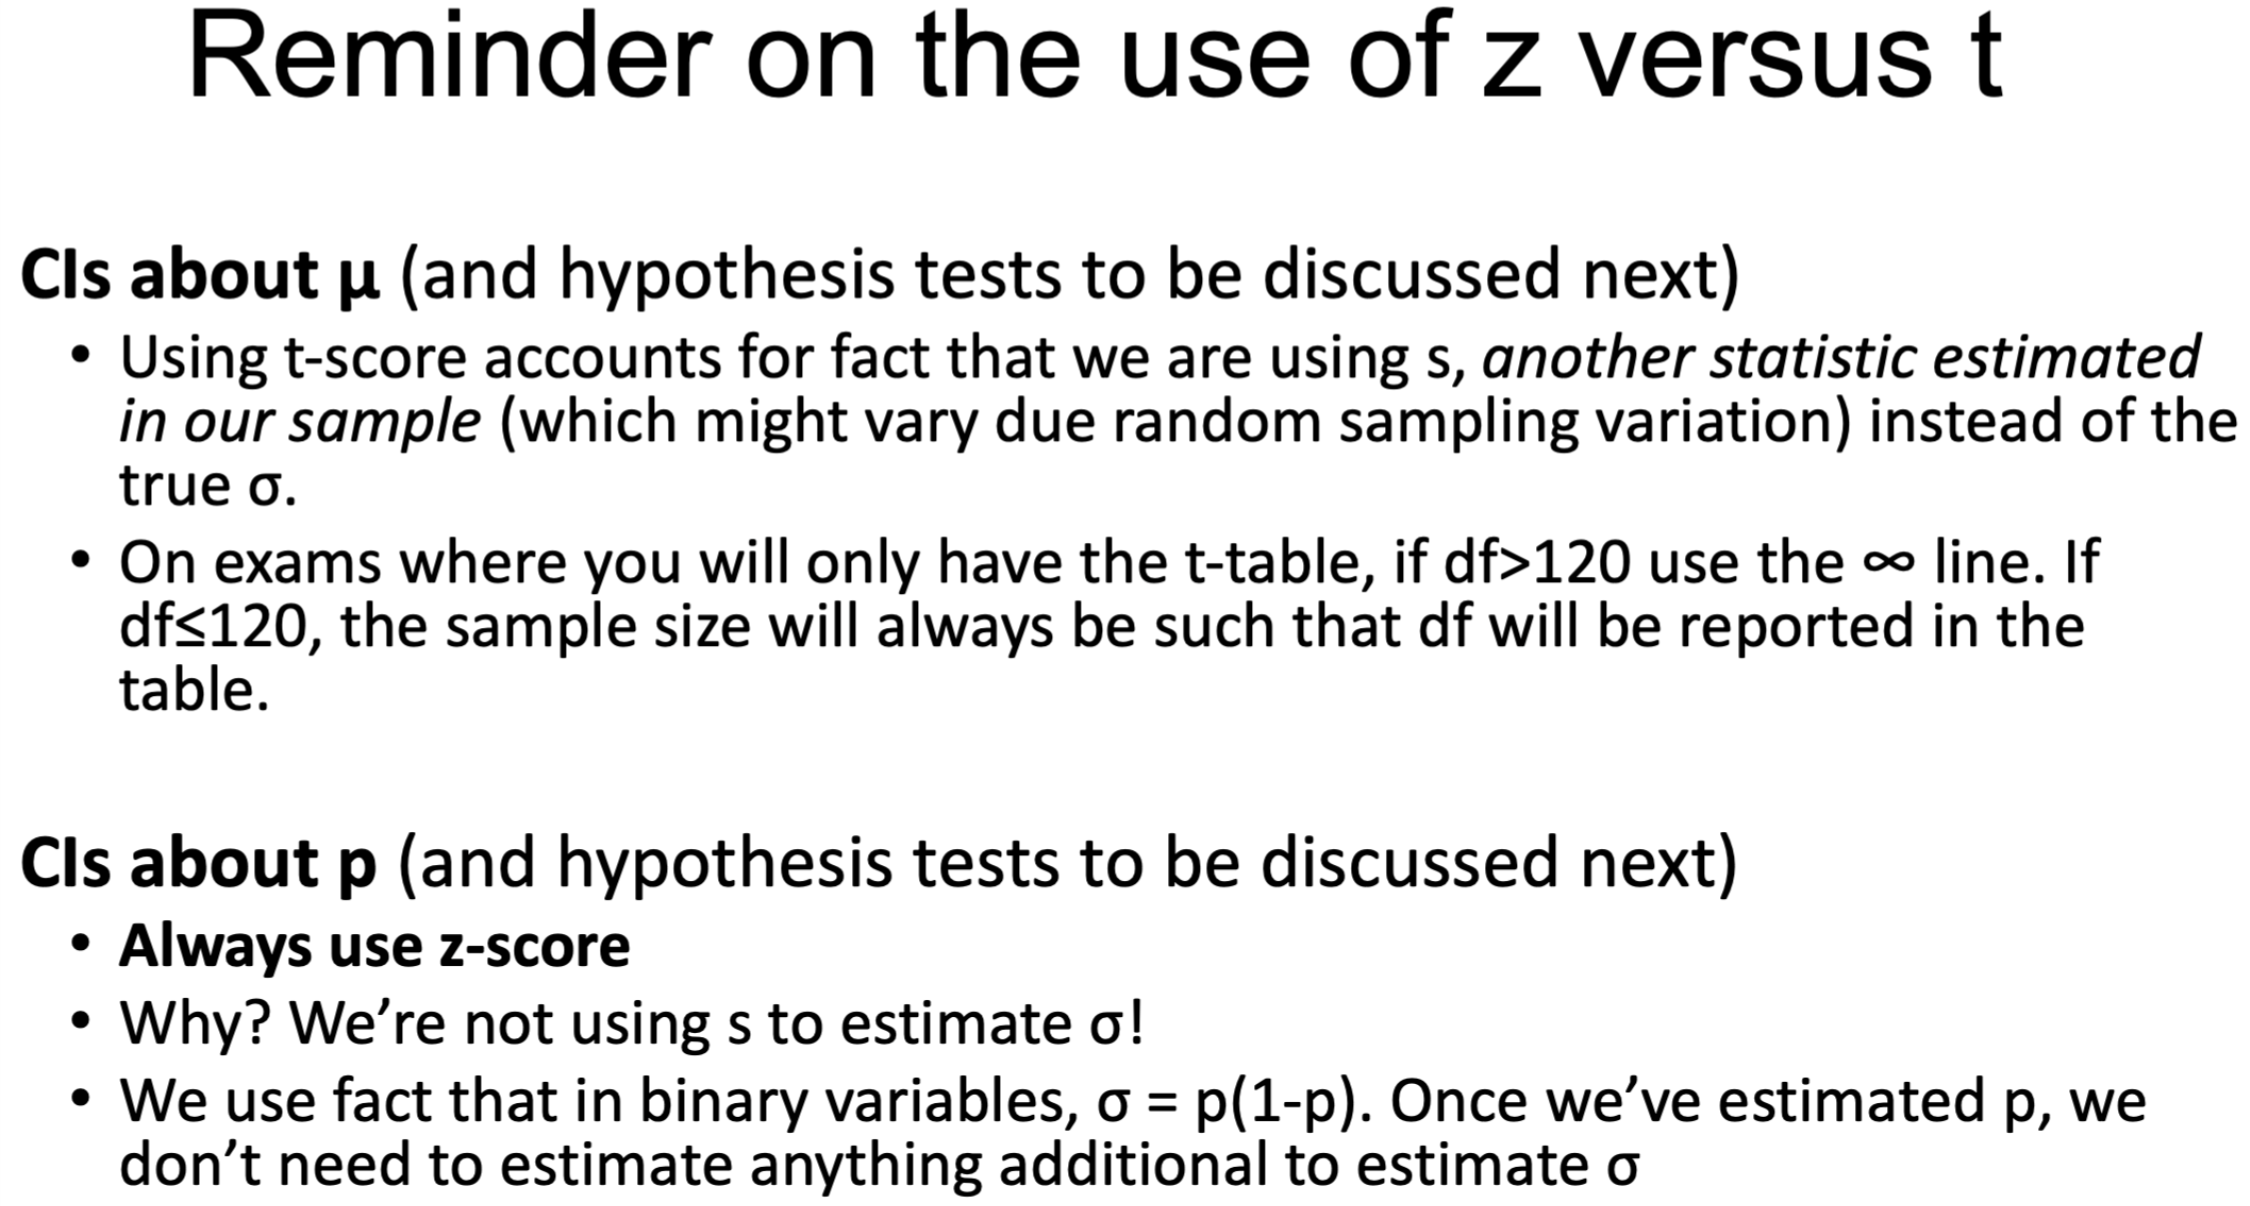 Reminder on the use of z versus t
CIs about μ (and hypothesis tests to be discussed next)
• Using t-score accounts for fact that we are using s, another statistic estimated
in our sample (which might vary due random sampling variation) instead of the
true σ.
• On exams where you will only have the t-table, if df>120 use the ∞ line. If
df≤120, the sample size will always be such that df will be reported in the
table.
CIs about p (and hypothesis tests to be discussed next)
• Always use z-score
• Why? We’re not using s to estimate σ!
• We use fact that in binary variables, σ = p(1-p). Once we’ve estimated p, we
don’t need to estimate anything additional to estimate σ